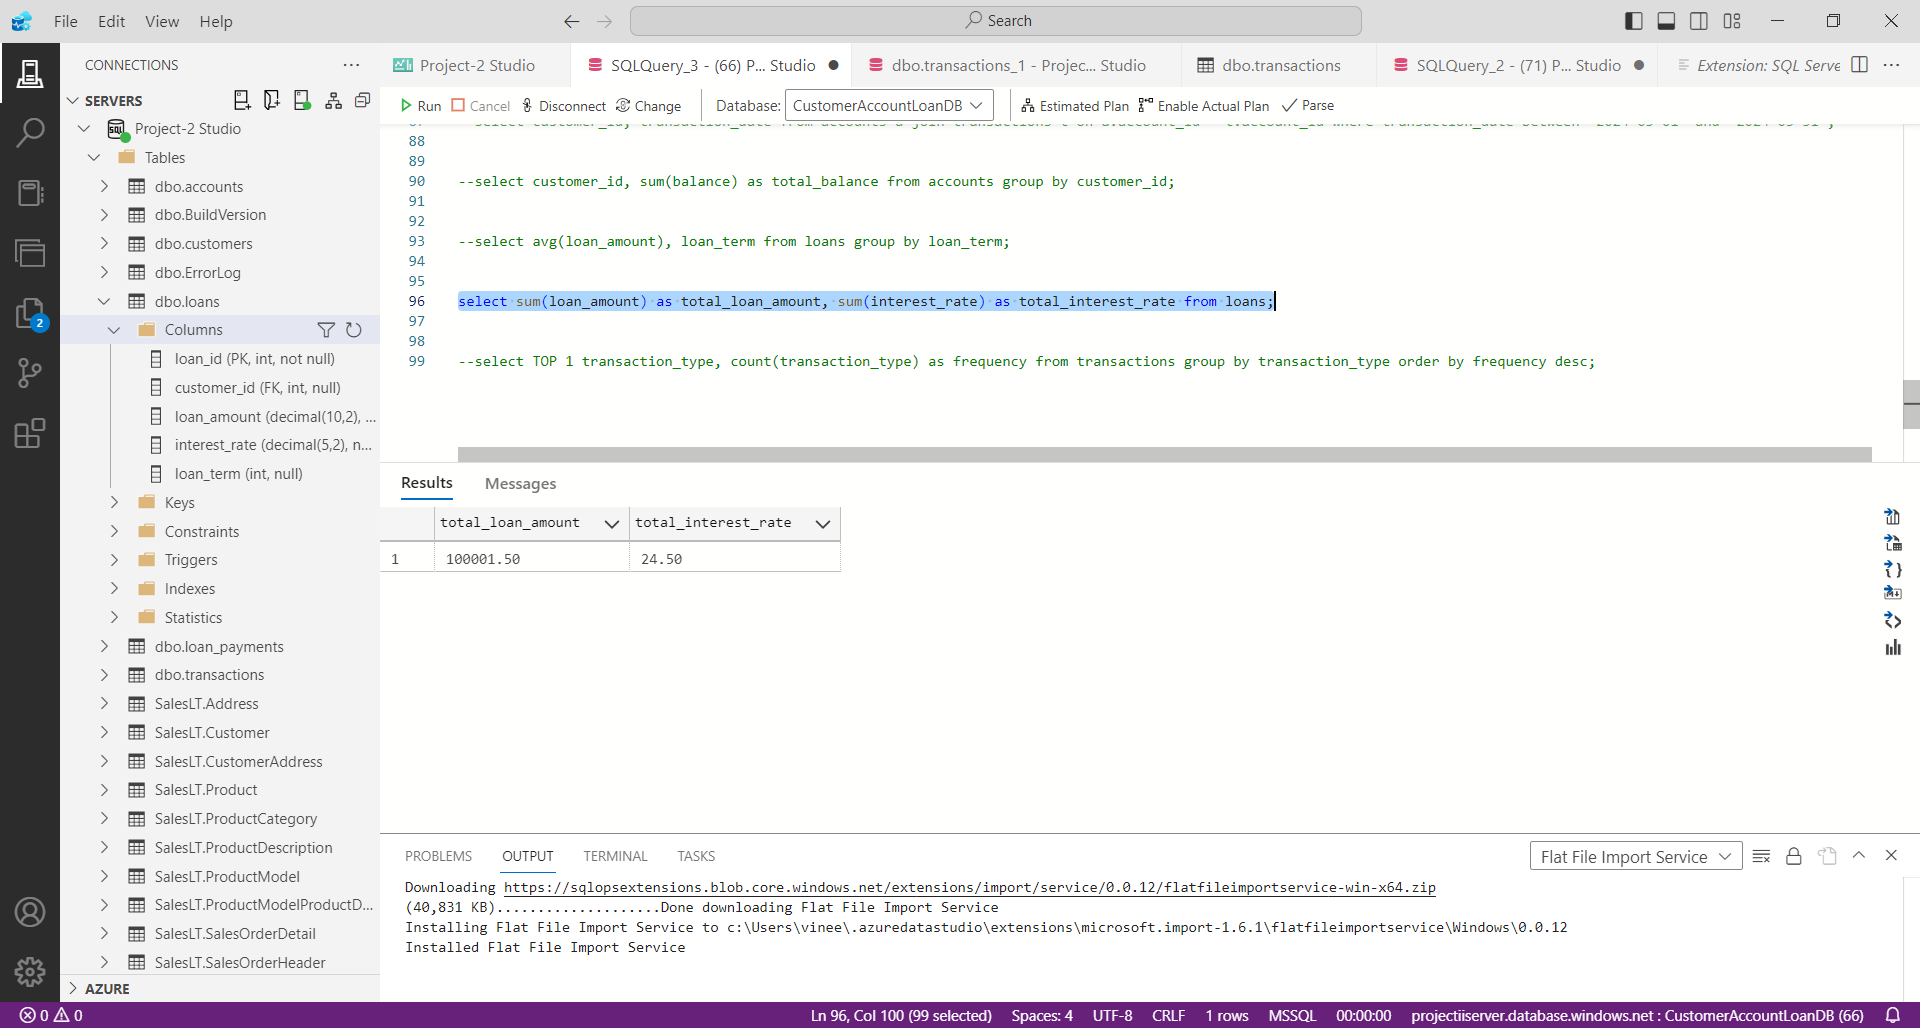 File Edit View Help
Search
CONNECTIONS
SERVERS
Project-2 Studio
Tables
dbo.accounts
dbo.BuildVersion
dbo.customers
dbo.ErrorLog
dbo.loans
Columns
loan_id (PK, int, not null)
customer_id (FK, int, null)
loan_amount (decimal(10,2), ...
interest_rate (decimal(5,2), n...
loan_term (int, null)
Keys
Constraints
Triggers
Indexes
Statistics
dbo.loan_payments
dbo.transactions
SalesLT.Address
SalesLT.Customer
SalesLT.CustomerAddress
SalesLT.Product
SalesLT.ProductCategory
SalesLT.ProductDescription
SalesLT.ProductModel
SalesLT.ProductModelProductD...
SalesLT.SalesOrderDetail
SalesLT.SalesOrderHeader
AZURE
2
Project-2 Studio
SQLQuery_3 - (66) P... Studio
dbo.transactions_1 - Projec... Studio
dbo.transactions
SQLQuery_2 - (71) P... Studio
Extension: SQL Serve
Run Cancel Disconnect Change Database: CustomerAccountLoanDB Estimated Plan Enable Actual Plan Parse
88
89
90 --select customer_id, sum(balance) as total_balance from accounts group by customer_id;
91
92
93 --select avg(loan_amount), loan_term from loans group by loan_term;
94
95
96 select sum(loan_amount) as total_loan_amount, sum(interest_rate) as total_interest_rate from loans;
97
98
99 --select TOP 1 transaction_type, count(transaction_type) as frequency from transactions group by transaction_type order by frequency desc;
Results Messages
total_loan_amount total_interest_rate
1 100001.50 24.50
PROBLEMS OUTPUT TERMINAL TASKS
Flat File Import Service
Downloading https://sqlopsextensions.blob.core.windows.net/extensions/import/service/0.0.12/flatfileimportservice-win-x64.zip
(40,831 KB)....................Done downloading Flat File Import Service
Installing Flat File Import Service to c:\Users\vinee\.azuredatastudio\extensions\microsoft.import-1.6.1\flatfileimportservice\Windows\0.0.12
Installed Flat File Import Service
0 0
Ln 96, Col 100 (99 selected) Spaces: 4 UTF-8 CRLF 1 rows MSSQL 00:00:00 projectiiserver.database.windows.net : CustomerAccountLoanDB (66)